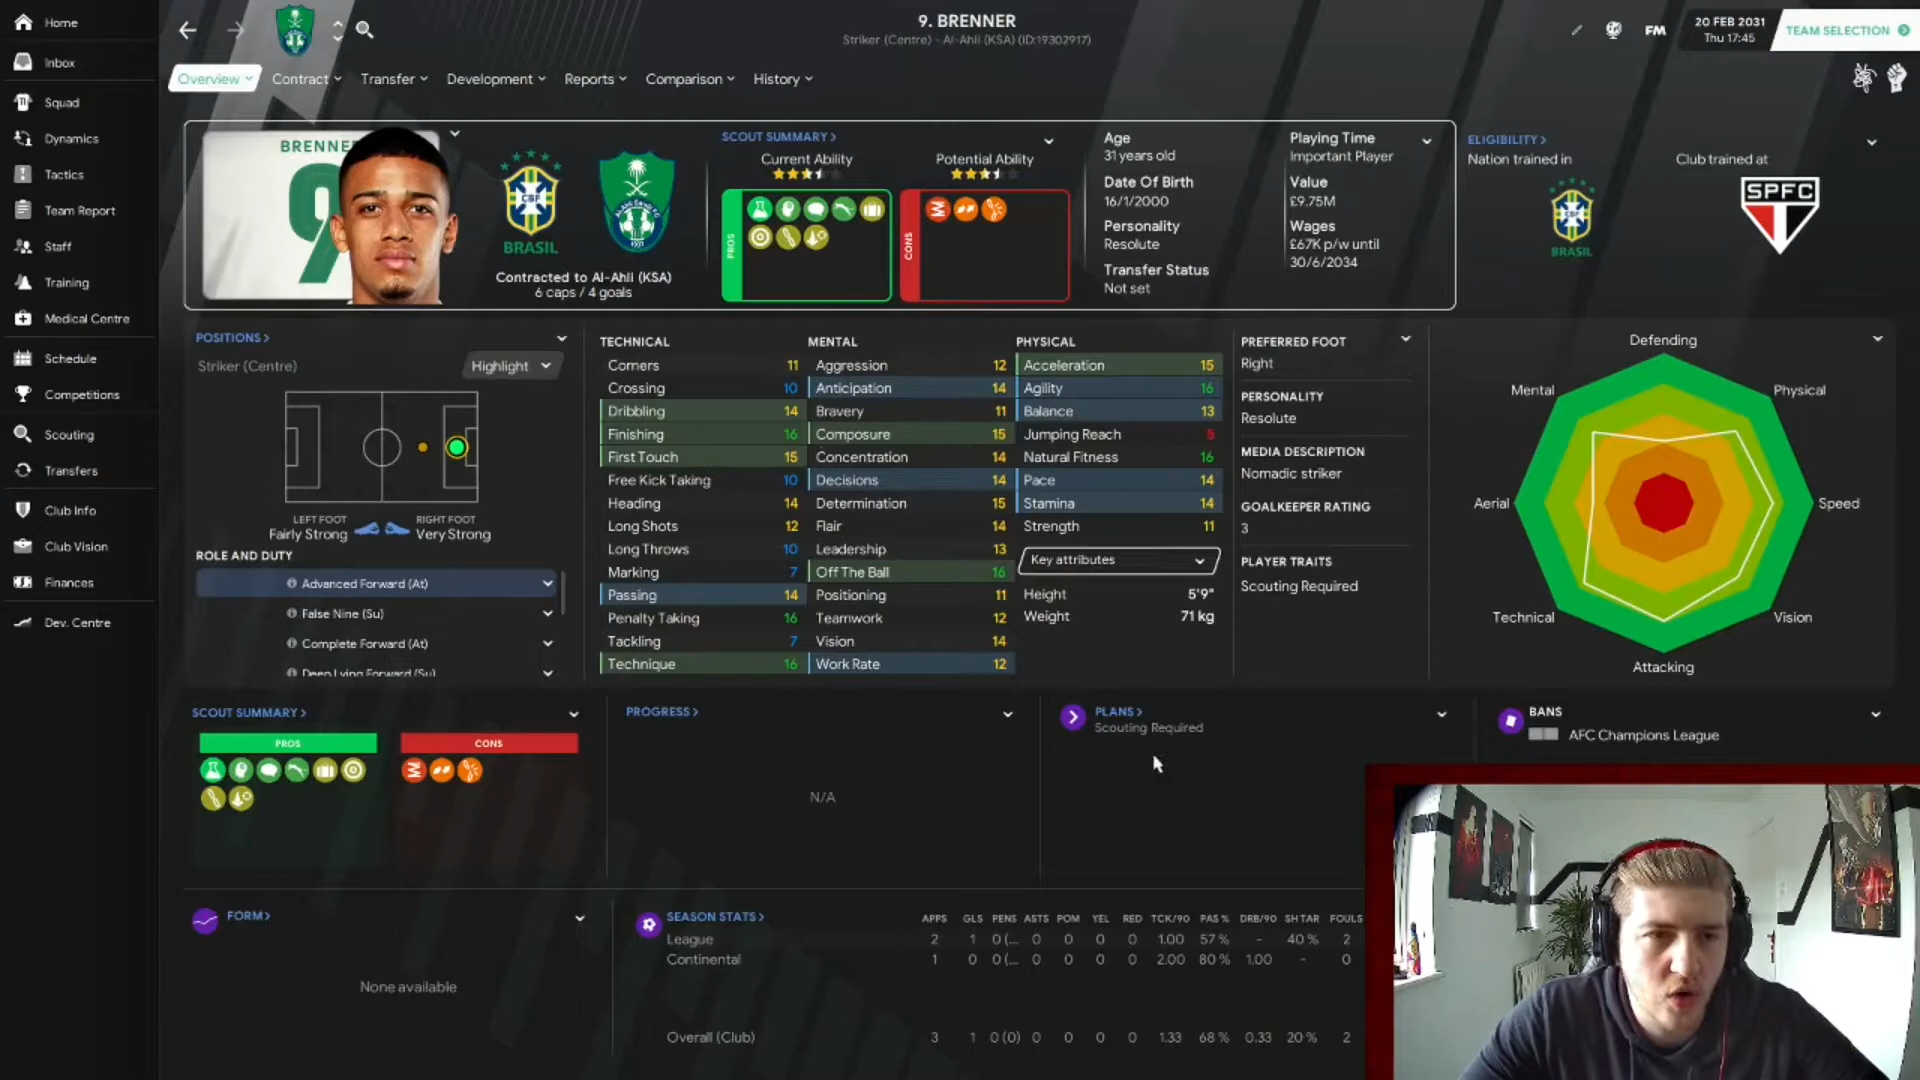 Home
Inbox
Squad
Dynamics
Tactics
Team Report
Staff
Training
Medical Centre
Schedule
Competitions
Scouting
Transfers
Club Info
Club Vision
Finances
Dev. Centre
9. BRENNER
Striker (Centre) - Al-Ahli (KSA) (ID:19302917)
FM
20 FEB 2031
Thu 17:45
TEAM SELECTION
Overview
Contract
Transfer
Development
Reports
Comparison
History
BRENNER
9
CBF
BRASIL
Contracted to Al-Ahli (KSA)
6 caps / 4 goals
SCOUT SUMMARY >
Current Ability
Potential Ability
PROS
CONS
Age
31 years old
Date Of Birth
16/1/2000
Personality
Resolute
Transfer Status
Not set
Playing Time
Important Player
Value
£9.75M
Wages
£67K p/w until
30/6/2034
ELIGIBILITY >
Nation trained in
Club trained at
CBF
BRASIL
SPFC
POSITIONS >
Striker (Centre)
Highlight
LEFT FOOT
Fairly Strong
RIGHT FOOT
Very Strong
ROLE AND DUTY
Advanced Forward (At)
False Nine (Su)
Complete Forward (At)
Deep Lying Forward (Su)
TECHNICAL
Corners 11
Crossing 10
Dribbling 14
Finishing 16
First Touch 15
Free Kick Taking 10
Heading 14
Long Shots 12
Long Throws 10
Marking 7
Passing 14
Penalty Taking 16
Tackling 7
Technique 16
MENTAL
Aggression 12
Anticipation 14
Bravery 11
Composure 15
Concentration 14
Decisions 14
Determination 15
Flair 14
Leadership 13
Off The Ball 16
Positioning 11
Teamwork 12
Vision 14
Work Rate 12
PHYSICAL
Acceleration 15
Agility 16
Balance 13
Jumping Reach
Natural Fitness 16
Pace 14
Stamina 14
Strength 11
Key attributes
Height 5'9"
Weight 71 kg
PREFERRED FOOT
Right
PERSONALITY
Resolute
MEDIA DESCRIPTION
Nomadic striker
GOALKEEPER RATING
3
PLAYER TRAITS
Scouting Required
Defending
Physical
Speed
Vision
Attacking
Technical
Aerial
Mental
SCOUT SUMMARY >
PROS
CONS
PROGRESS >
N/A
PLANS >
Scouting Required
BANS
AFC Champions League
FORM >
None available
SEASON STATS > APPS GLS PENS ASTS POM YEL RED TCK/90 PAS % DRB/90 SH TAR FOULS
League 2 1 0 (... 0 0 0 0 1.00 57 % - 40 % 2
Continental 1 0 0 (... 0 0 0 0 2.00 80 % 1.00 - 0
Overall (Club) 3 1 0 (0) 0 0 0 0 1.33 68 % 0.33 20 % 2